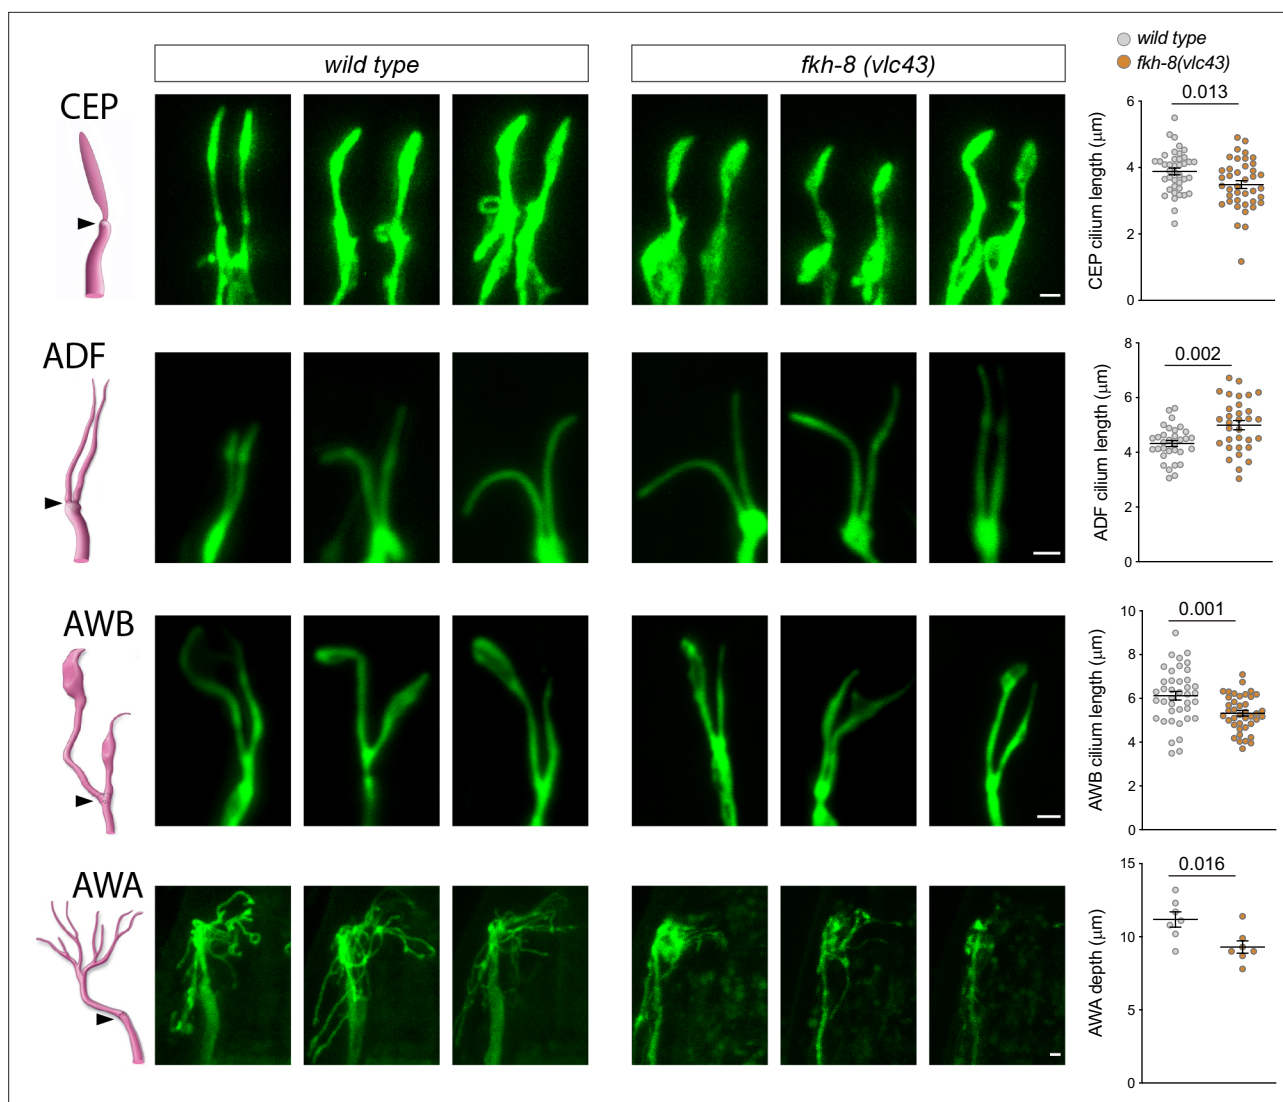 wild type
fkh-8 (vlc43)
wild type
fkh-8(vlc43)
CEP
0.013
CEP cilium length (μm)
6
4
2
0
ADF
0.002
ADF cilium length (μm)
8
6
4
2
0
AWB
0.001
AWB cilium length (μm)
10
8
6
4
2
0
AWA
0.016
AWA depth (μm)
15
10
5
0